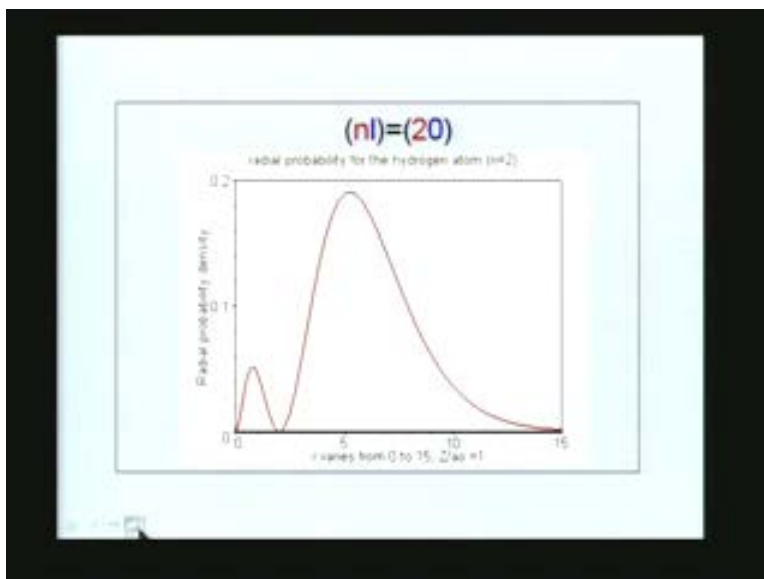 (nl)=(20)
radial probability for the hydrogen atom (n=2)
0.2
Radial probability density
0.1
0
0 5 10 15
r varies from 0 to 15, Z/ao =1